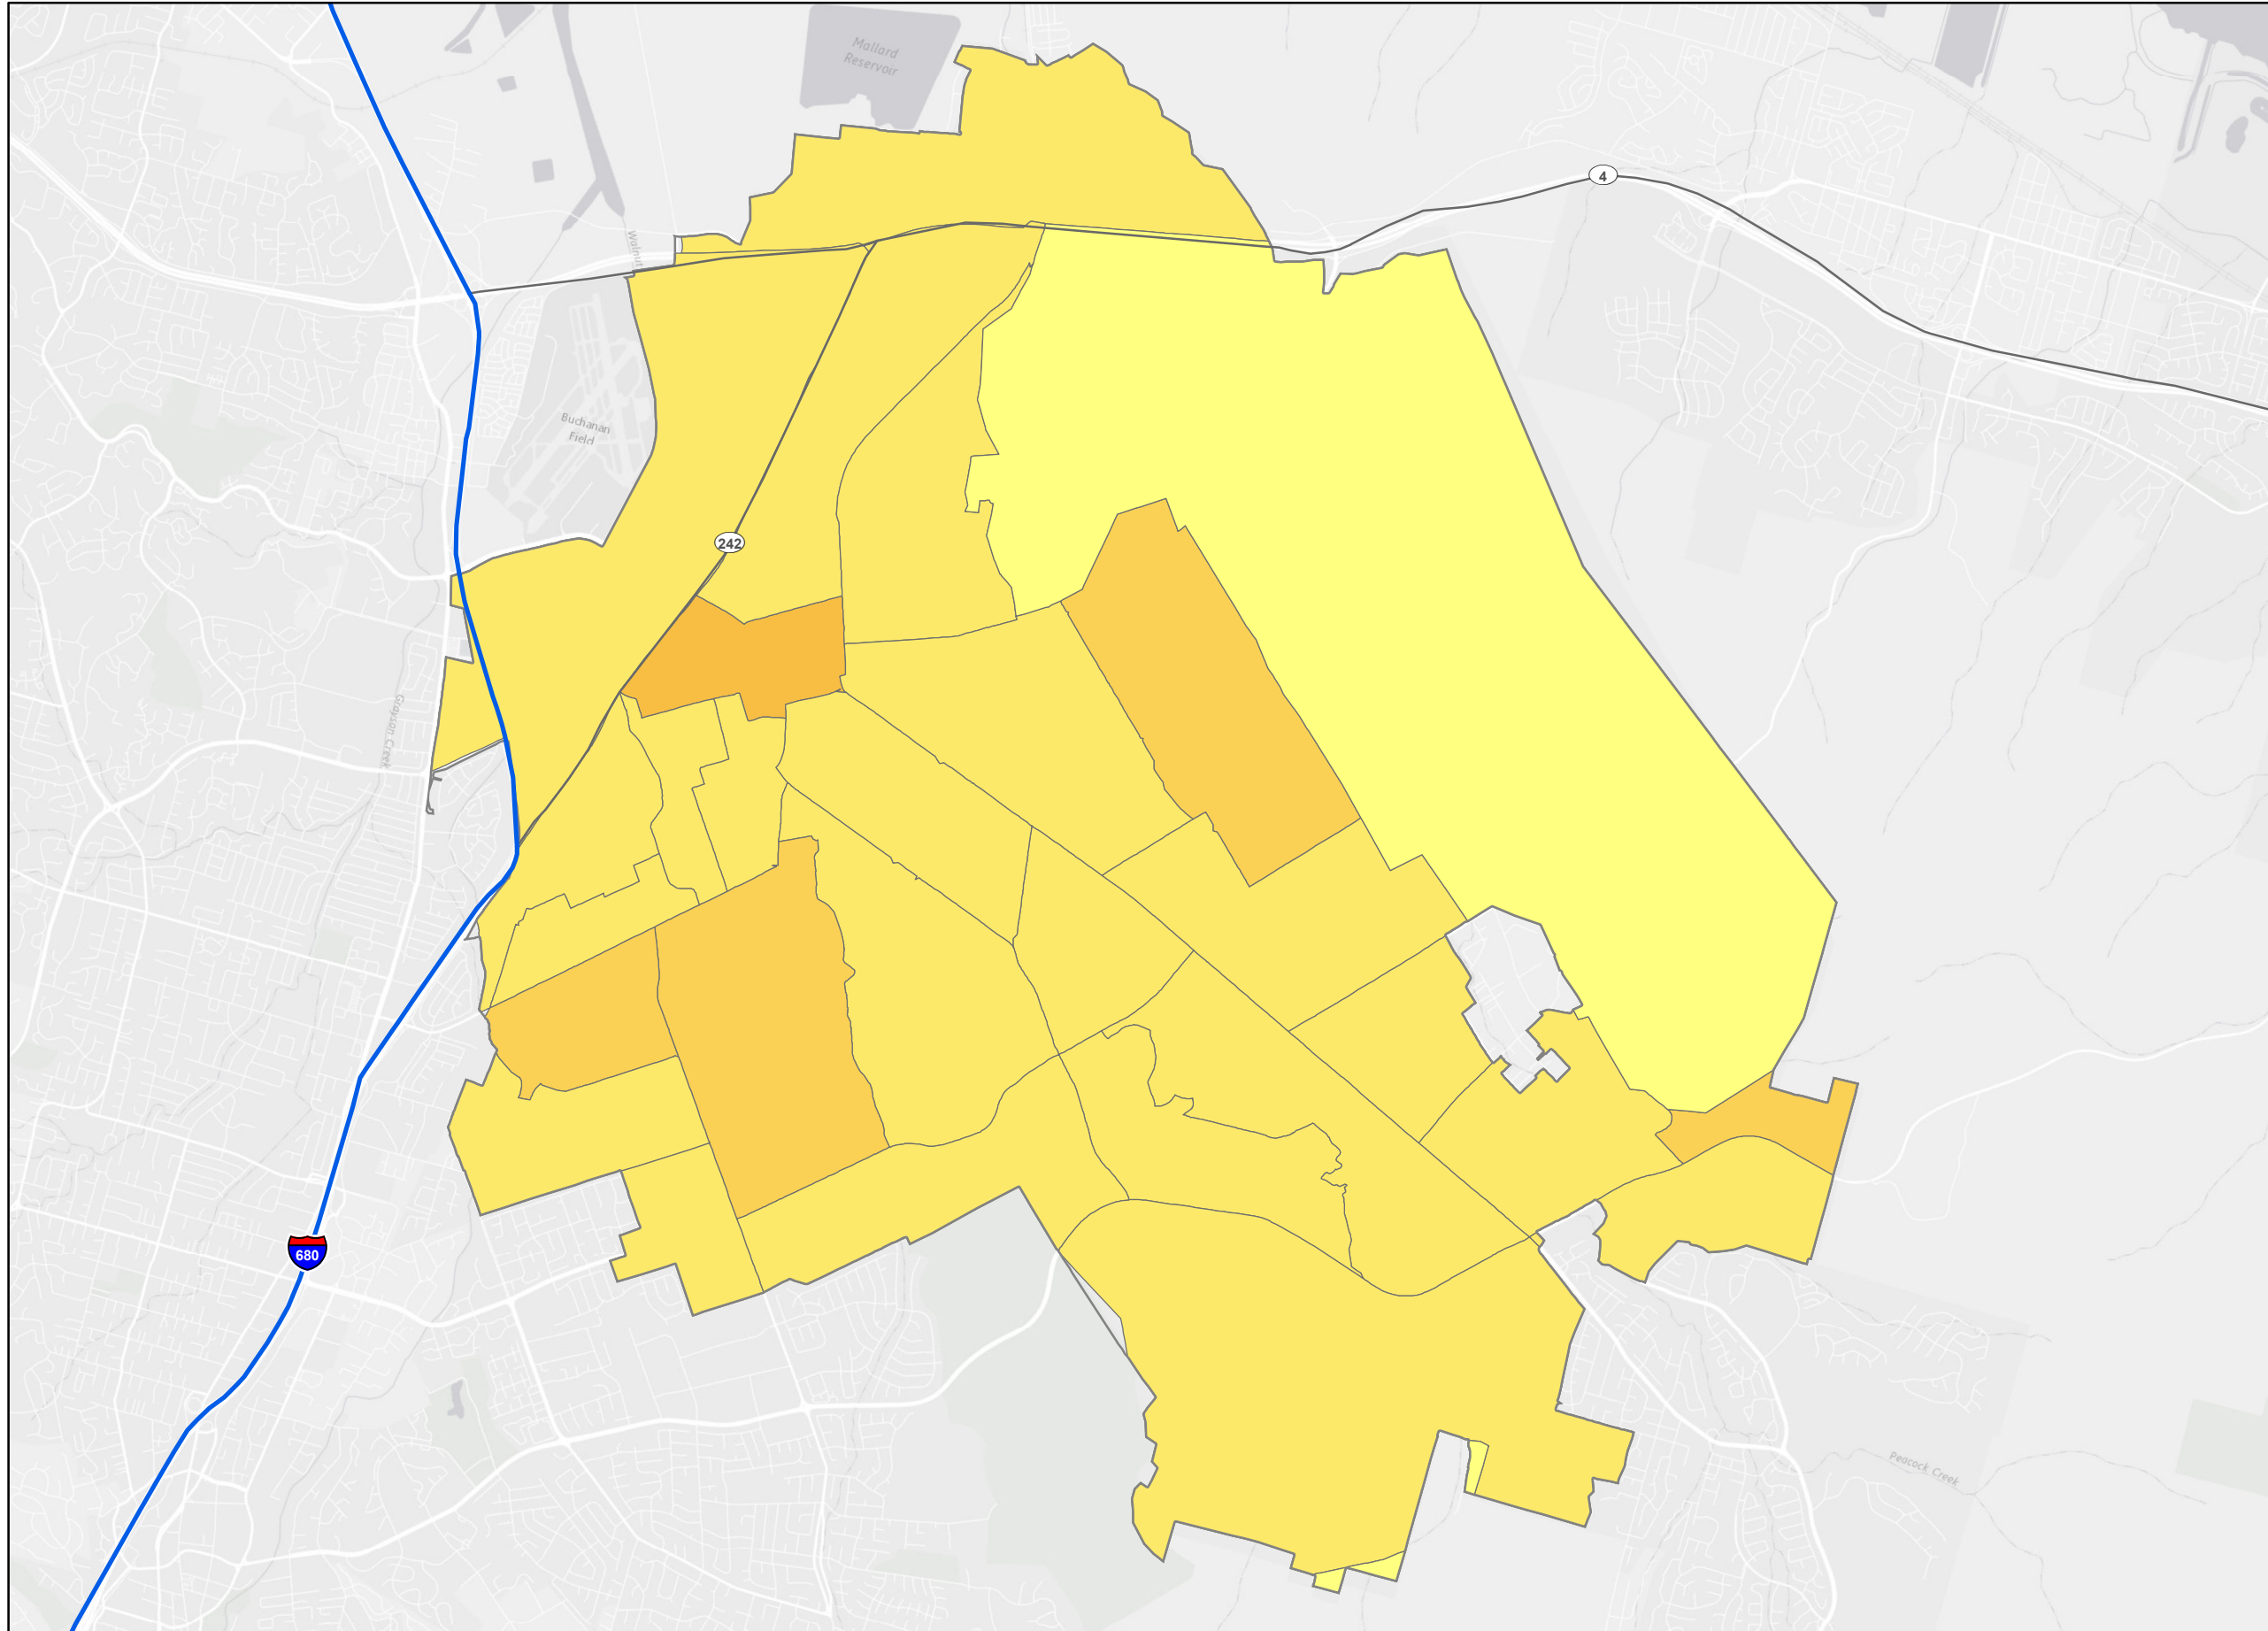 Mallard
Reservoir
4
Walnut
Buchanan
Field
242
Grayson Creek
680
Peacock Creek